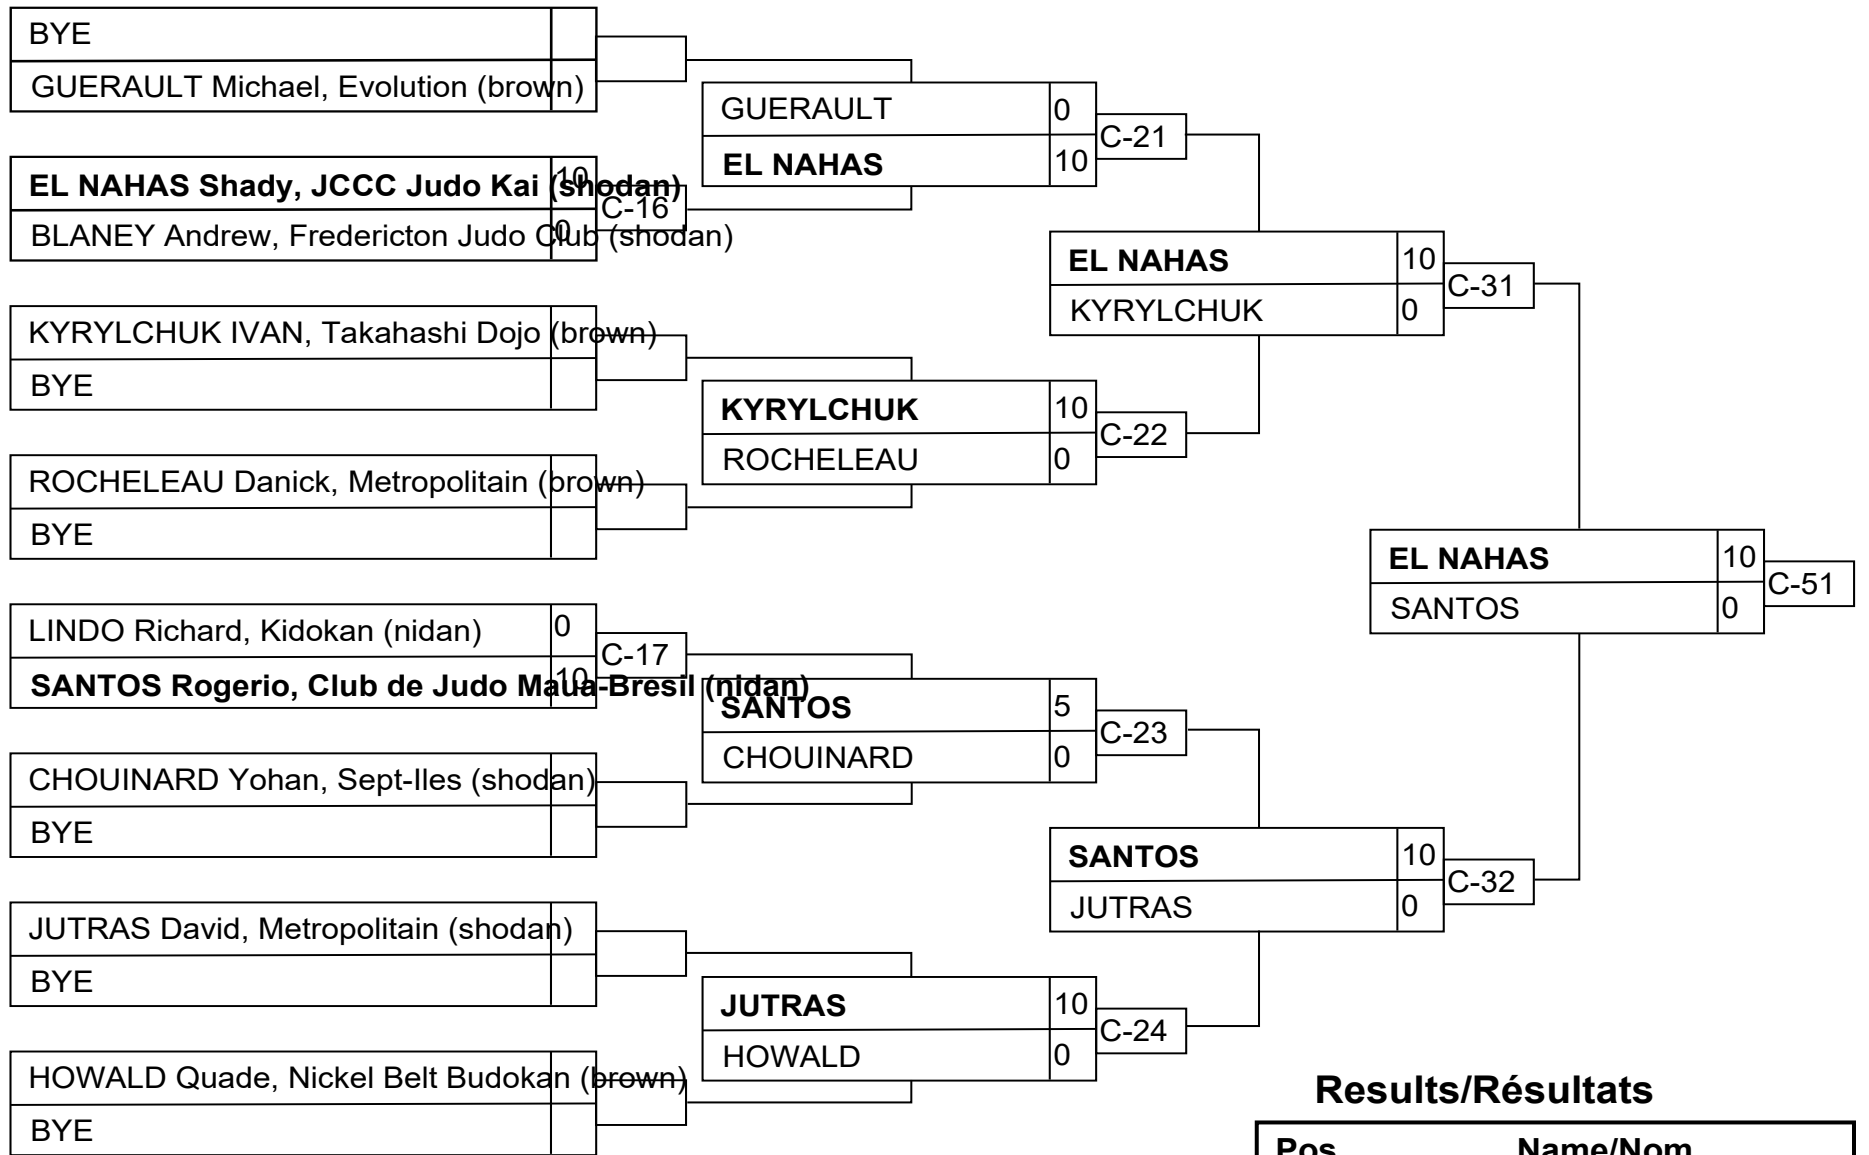 BYE
GUERAULT Michael, Evolution (brown)
EL NAHAS Shady, JCCC Judo Kai (shodan) 10
BLANEY Andrew, Fredericton Judo Club (shodan) 0
C-16
KYRYLCHUK IVAN, Takahashi Dojo (brown)
BYE
ROCHELEAU Danick, Metropolitain (brown)
BYE
LINDO Richard, Kidokan (nidan) 0
SANTOS Rogerio, Club de Judo Maua-Bresil (nidan) 10
C-17
CHOUINARD Yohan, Sept-Iles (shodan)
BYE
JUTRAS David, Metropolitain (shodan)
BYE
HOWALD Quade, Nickel Belt Budokan (brown)
BYE
GUERAULT 0
EL NAHAS 10
C-21
KYRYLCHUK 10
ROCHELEAU 0
C-22
SANTOS 5
CHOUINARD 0
C-23
JUTRAS 10
HOWALD 0
C-24
EL NAHAS 10
KYRYLCHUK 0
C-31
SANTOS 10
JUTRAS 0
C-32
EL NAHAS 10
SANTOS 0
C-51
Results/Résultats
Pos Name/Nom